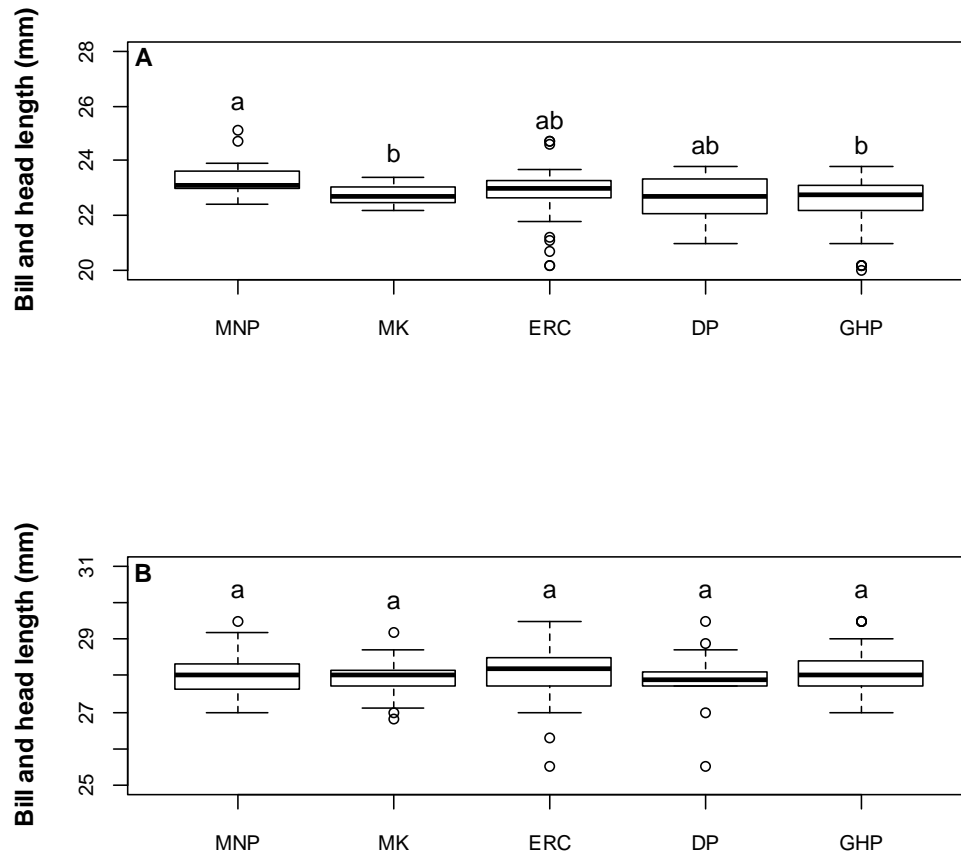 A
Bill and head length (mm)
28
26
24
22
20
a
b
ab
ab
b
MNP MK ERC DP GHP
B
Bill and head length (mm)
31
29
27
25
a
a
a
a
a
MNP MK ERC DP GHP